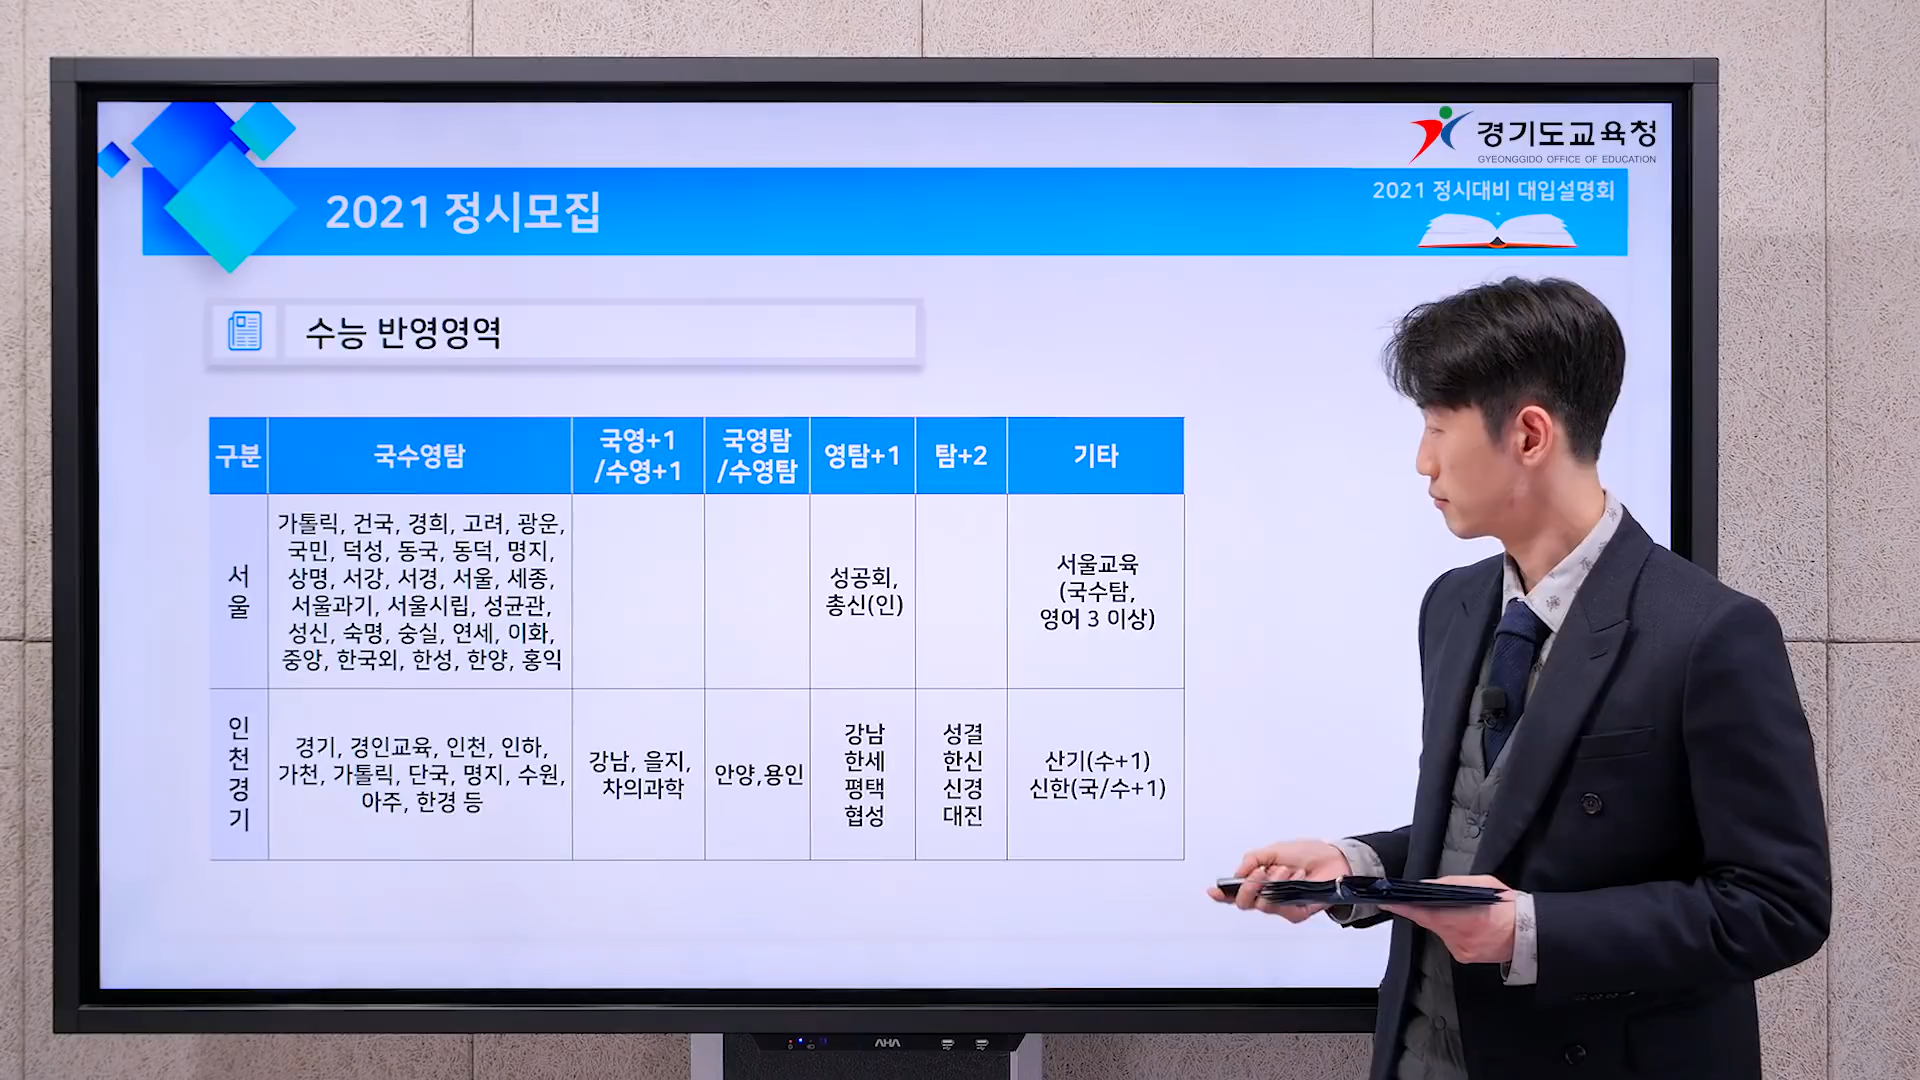 경기도교육청
GYEONGGIDO OFFICE OF EDUCATION
2021 정시대비 대입설명회
2021 정시모집
수능 반영영역
구분
국수영탐
국영+1
/수영+1
국영탐
/수영탐
영탐+1
탐+2
기타
서
울
가톨릭, 건국, 경희, 고려, 광운,
국민, 덕성, 동국, 동덕, 명지,
상명, 서강, 서경, 서울, 세종,
서울과기, 서울시립, 성균관,
성신, 숙명, 숭실, 연세, 이화,
중앙, 한국외, 한성, 한양, 홍익
성공회,
총신(인)
서울교육
(국수탐,
영어 3 이상)
인
천
경
기
경기, 경인교육, 인천, 인하,
가천, 가톨릭, 단국, 명지, 수원,
아주, 한경 등
강남, 을지,
차의과학
안양,용인
강남
한세
평택
협성
성결
한신
신경
대진
산기(수+1)
신한(국/수+1)
AHA